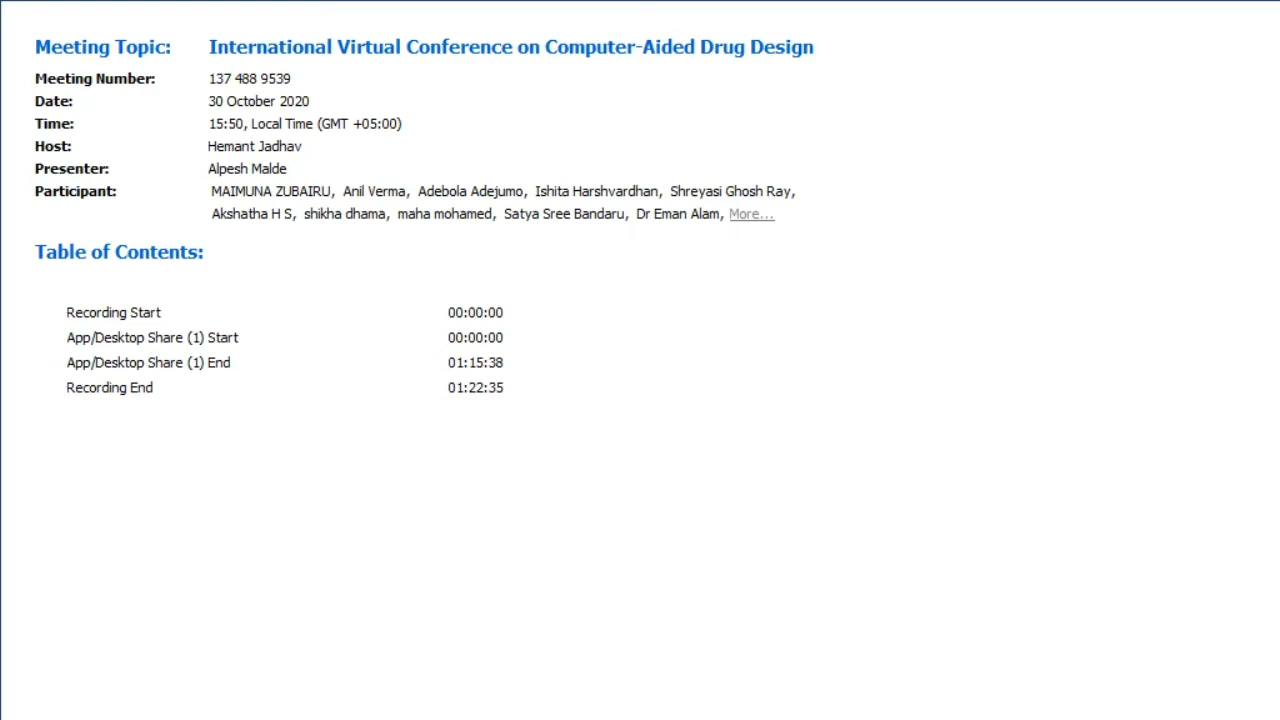 Meeting Topic: International Virtual Conference on Computer-Aided Drug Design
Meeting Number: 137 488 9539
Date: 30 October 2020
Time: 15:50, Local Time (GMT +05:00)
Host: Hemant Jadhav
Presenter: Alpesh Malde
Participant: MAIMUNA ZUBAIRU, Anil Verma, Adebola Adejumo, Ishita Harshvardhan, Shreyasi Ghosh Ray,
Akshatha H S, shikha dhama, maha mohamed, Satya Sree Bandaru, Dr Eman Alam, More...
Table of Contents:
Recording Start 00:00:00
App/Desktop Share (1) Start 00:00:00
App/Desktop Share (1) End 01:15:38
Recording End 01:22:35